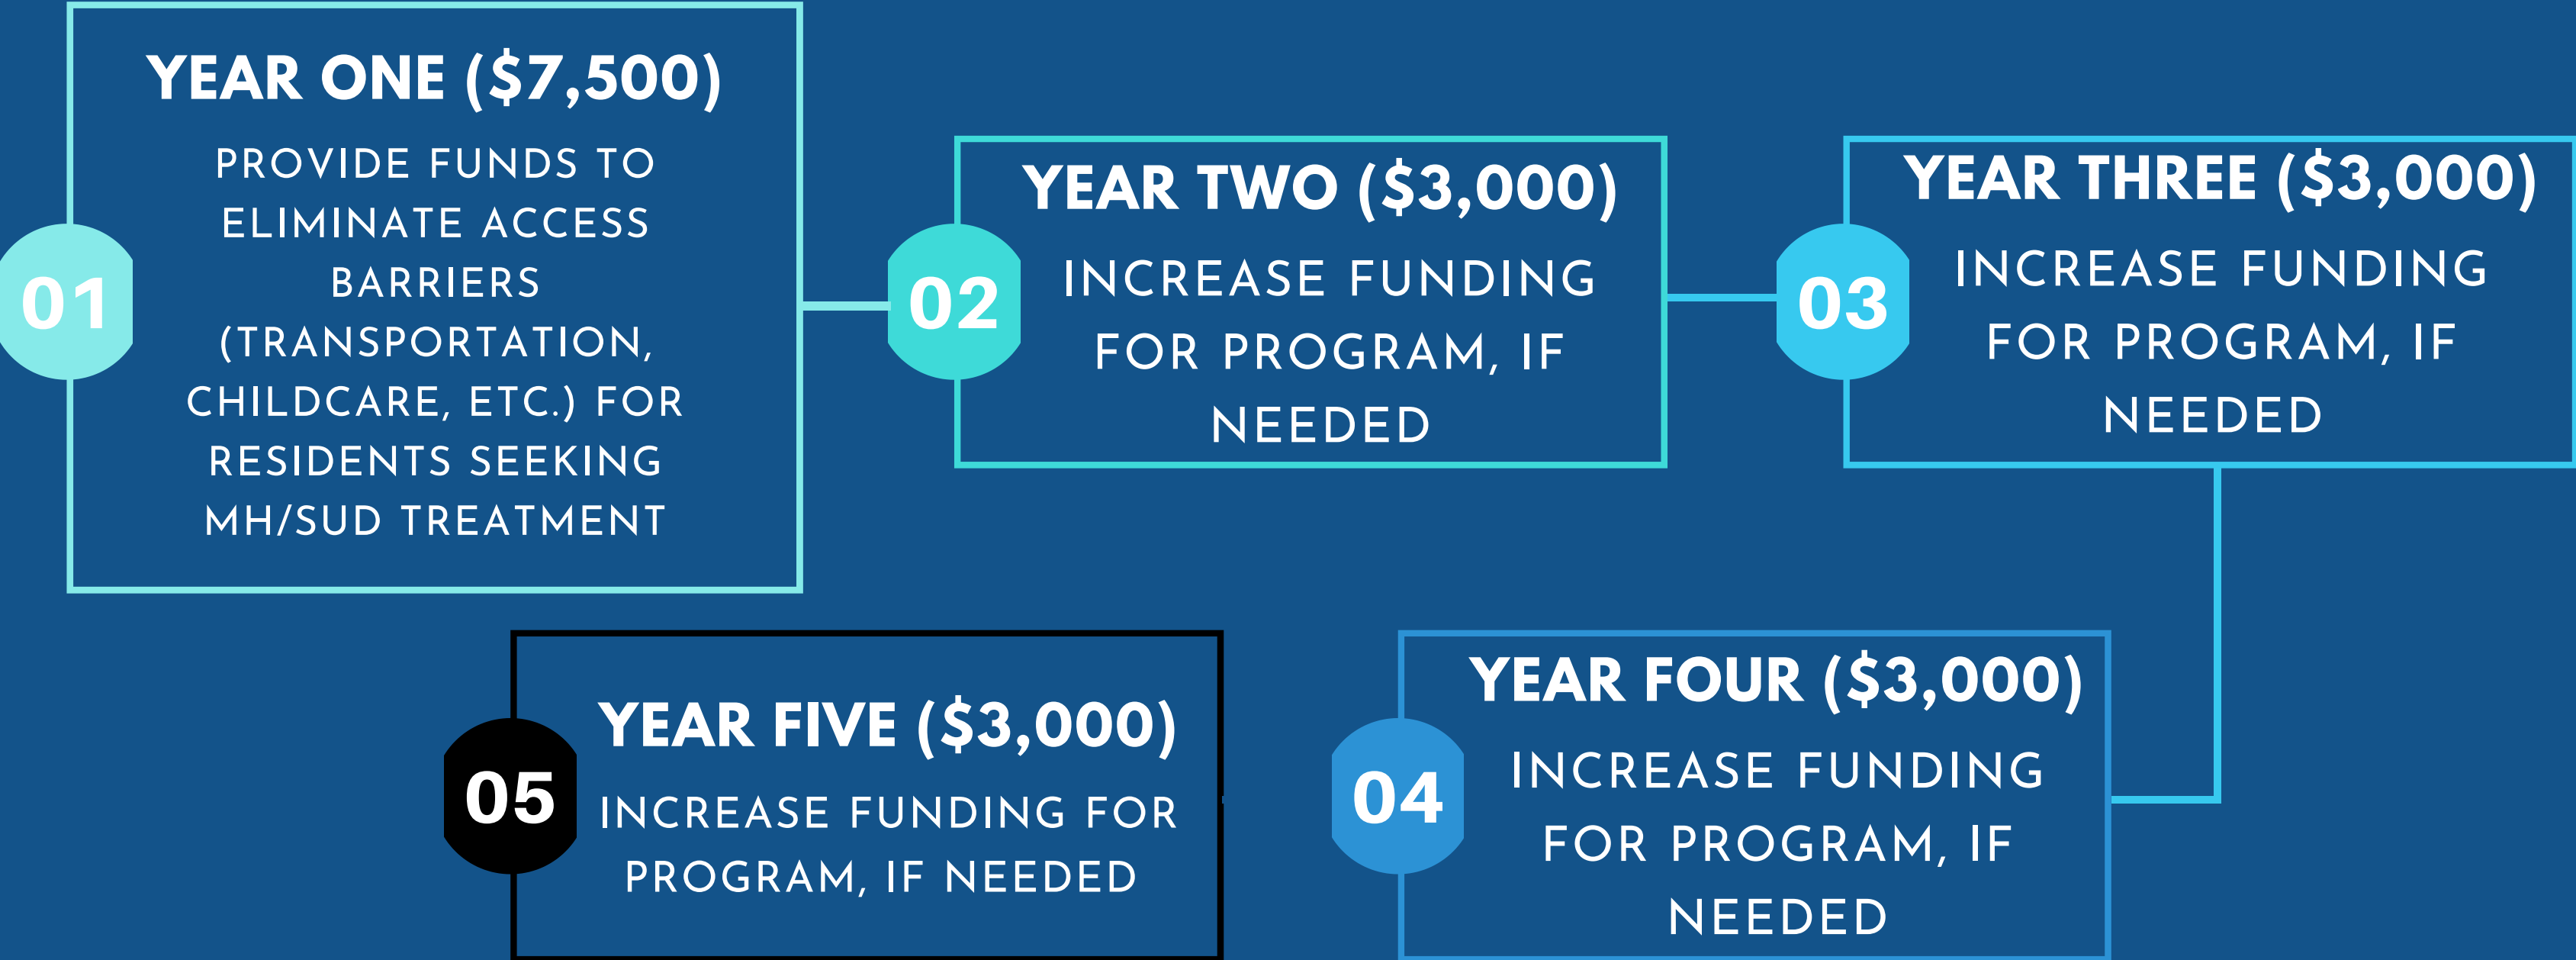 01
YEAR ONE ($7,500)
PROVIDE FUNDS TO
ELIMINATE ACCESS
BARRIERS
(TRANSPORTATION,
CHILDCARE, ETC.) FOR
RESIDENTS SEEKING
MH/SUD TREATMENT
02
YEAR TWO ($3,000)
INCREASE FUNDING
FOR PROGRAM, IF
NEEDED
03
YEAR THREE ($3,000)
INCREASE FUNDING
FOR PROGRAM, IF
NEEDED
04
YEAR FOUR ($3,000)
INCREASE FUNDING
FOR PROGRAM, IF
NEEDED
05
YEAR FIVE ($3,000)
INCREASE FUNDING FOR
PROGRAM, IF NEEDED